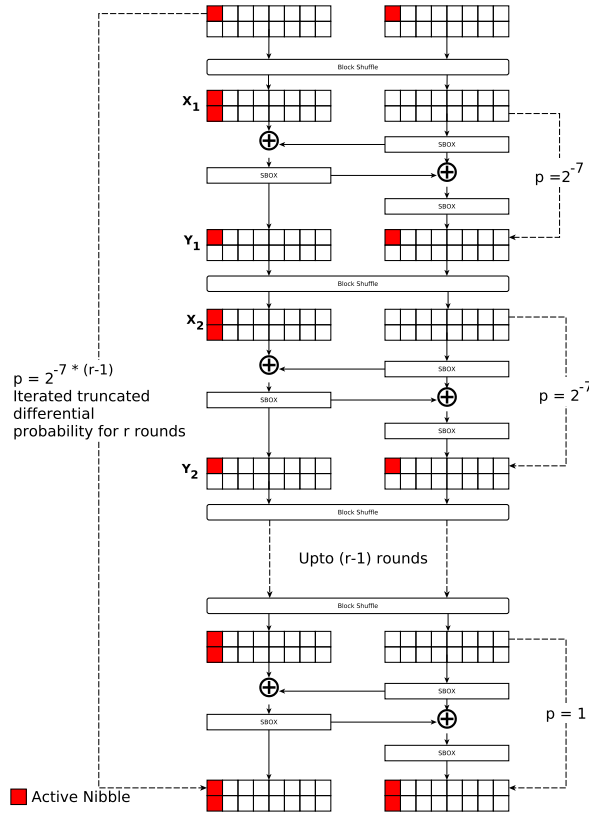 Block Shuffle
X1
SBOX
p =2^-7
SBOX
SBOX
Y1
Block Shuffle
X2
SBOX
p = 2^-7 * (r-1)
Iterated truncated
differential
probability for r rounds
p = 2^-7
SBOX
SBOX
Y2
Block Shuffle
Upto (r-1) rounds
Block Shuffle
SBOX
p = 1
SBOX
SBOX
Active Nibble